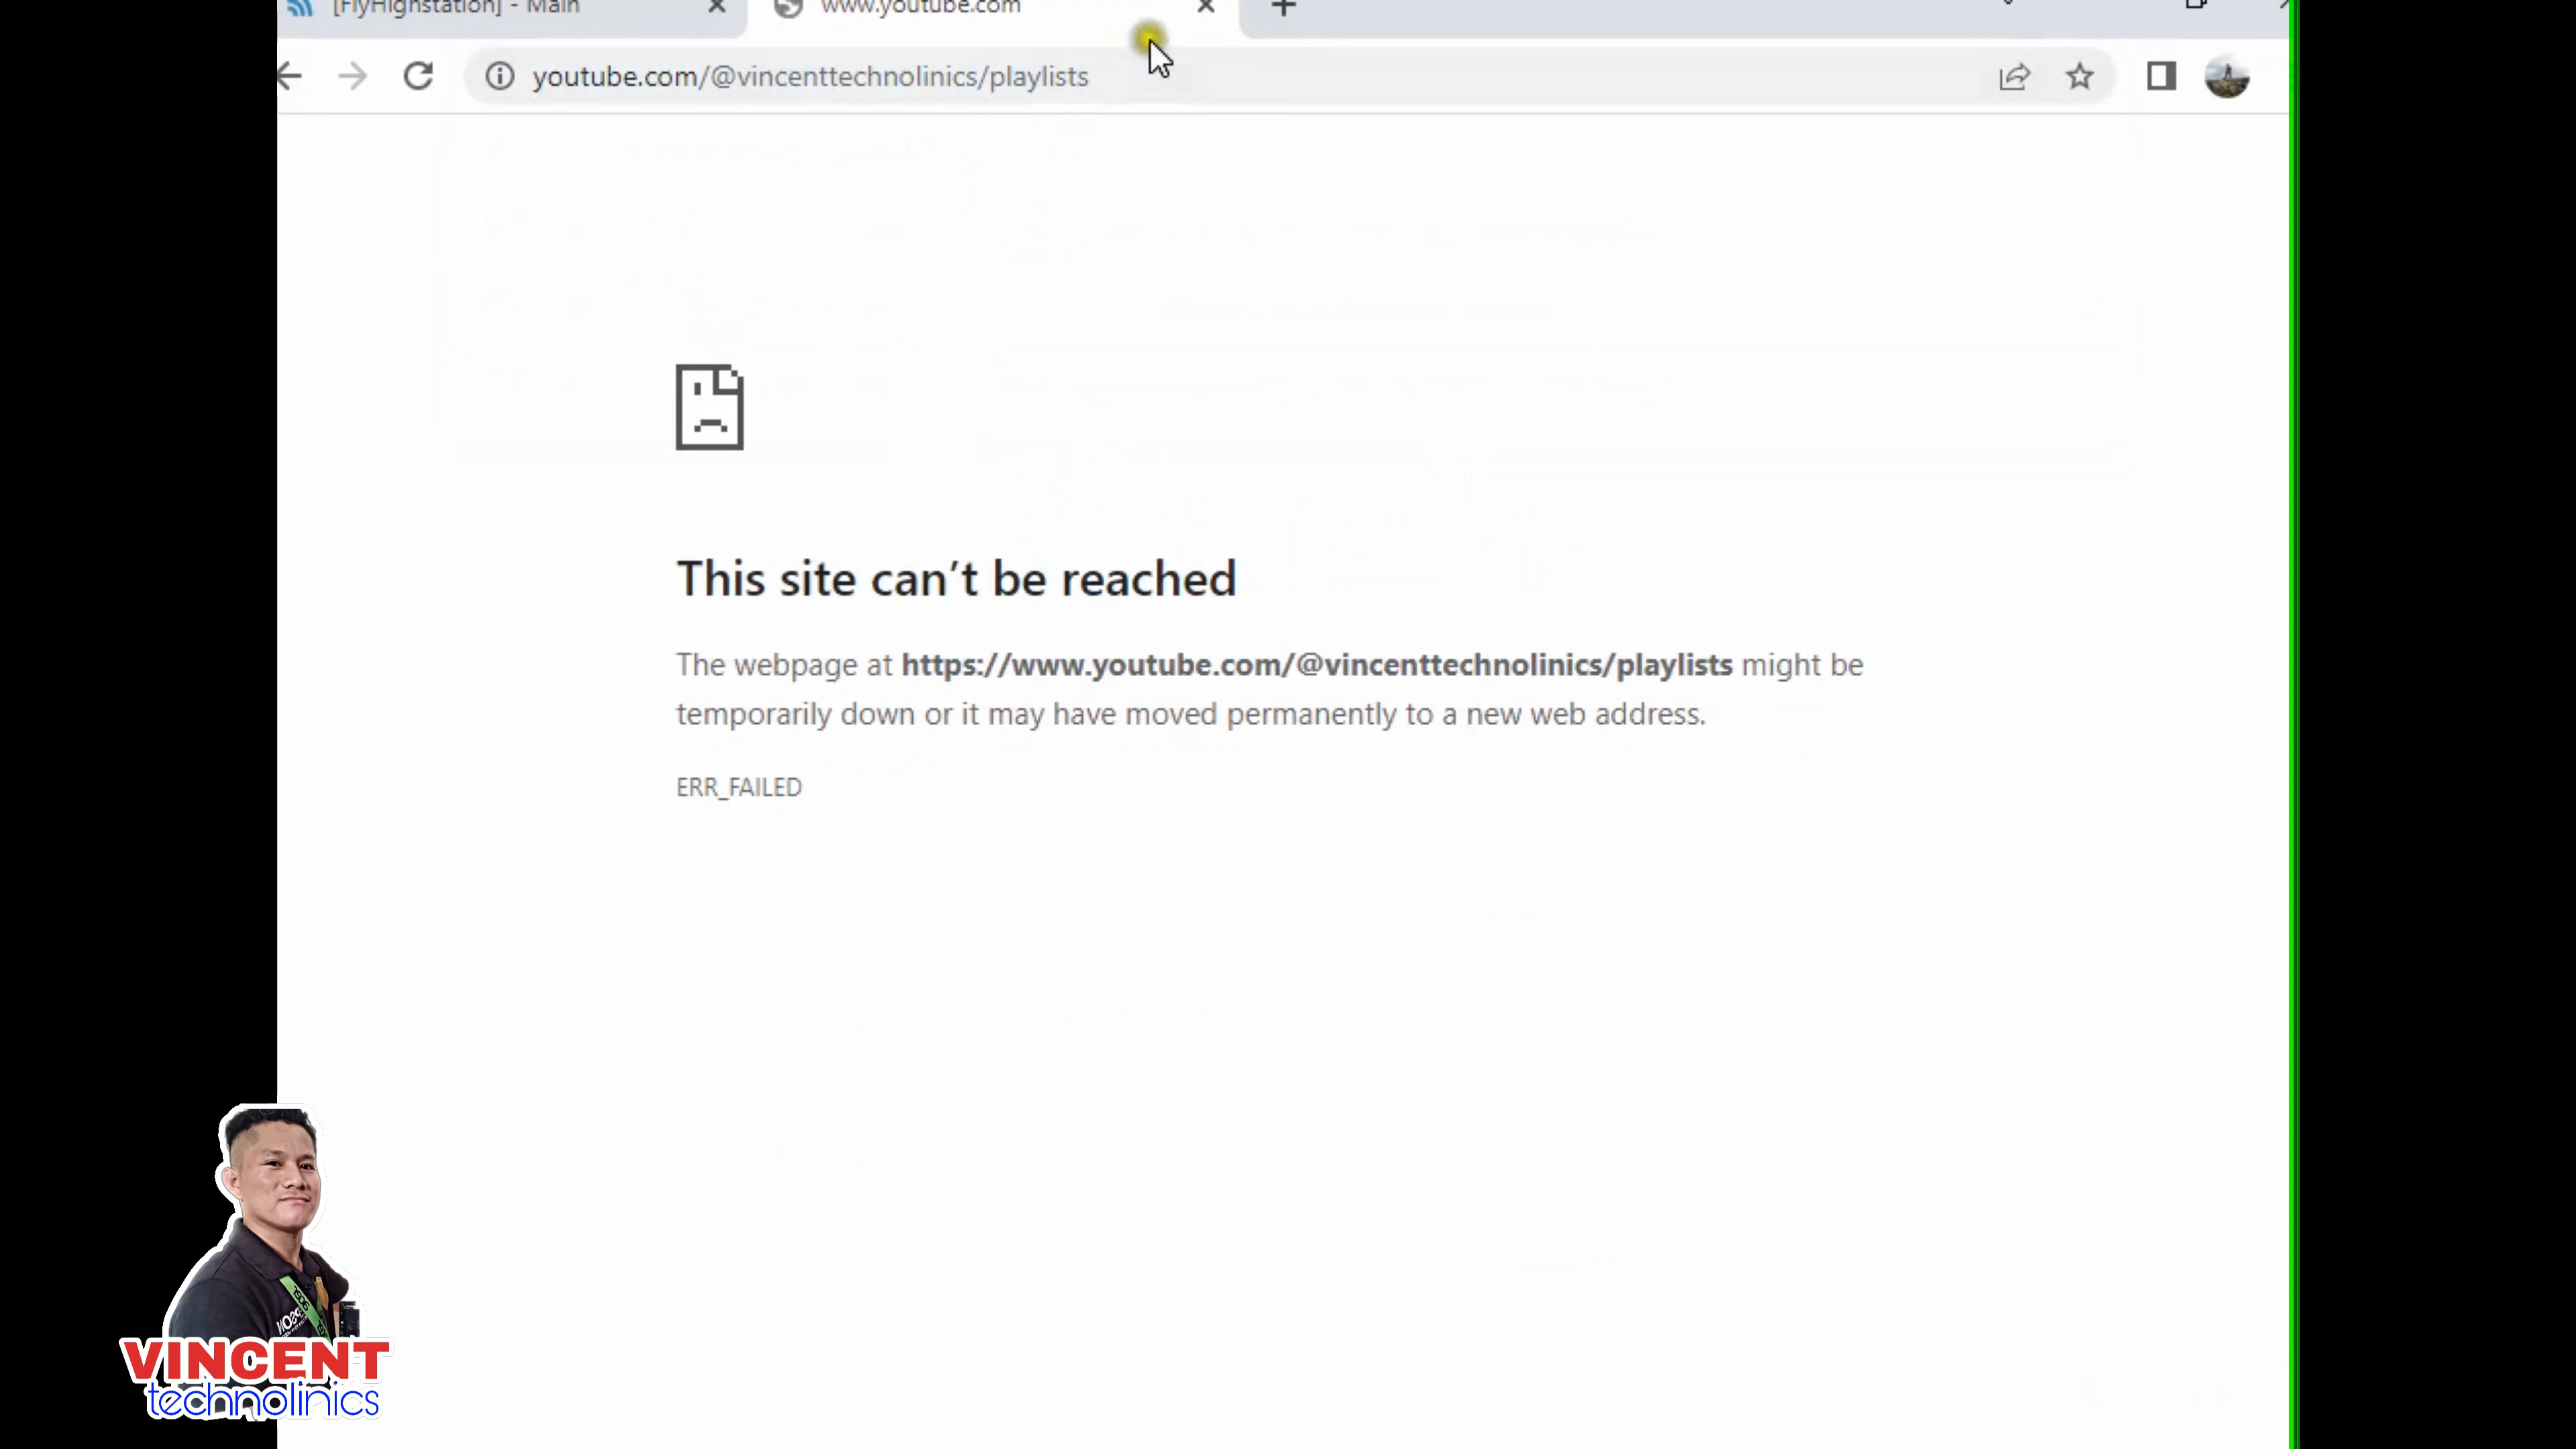 [FlyHighstation] - Main
www.youtube.com
youtube.com/@vincenttechnolinics/playlists
This site can't be reached
The webpage at https://www.youtube.com/@vincenttechnolinics/playlists might be
temporarily down or it may have moved permanently to a new web address.
ERR_FAILED
VINCENT
technolinics